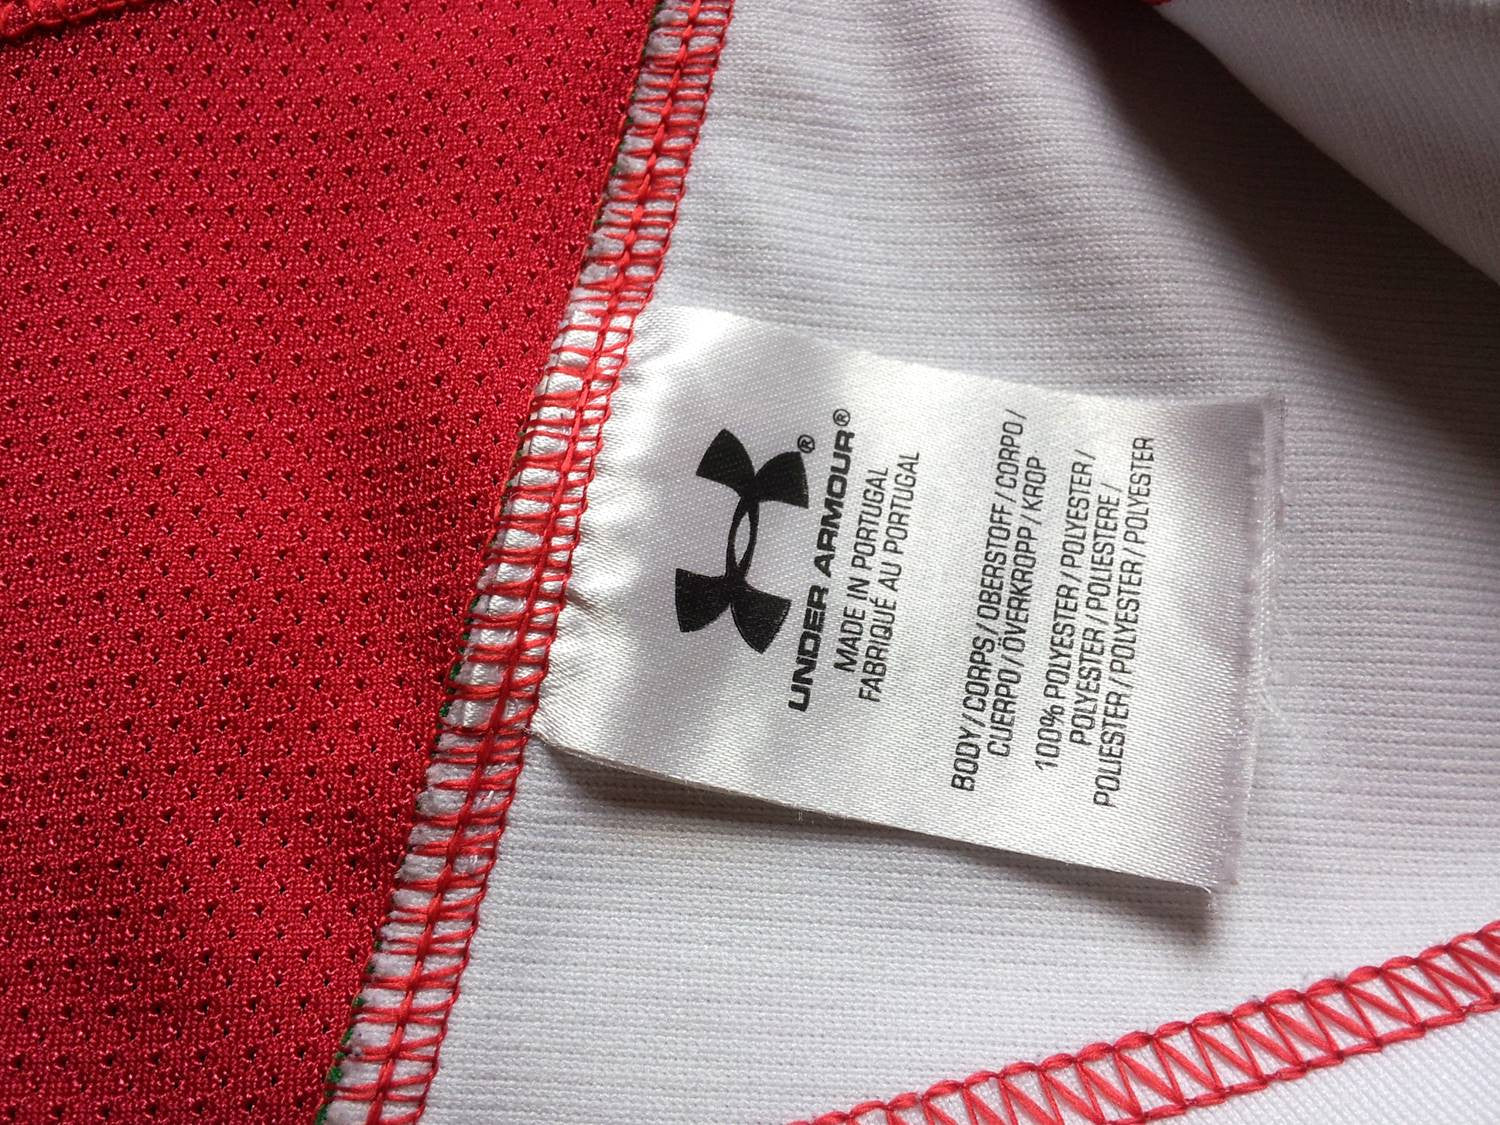 ®
UNDER ARMOUR®
MADE IN PORTUGAL
FABRIQUÉ AU PORTUGAL
BODY/CORPS/OBERSTOFF/CORPO/
CUERPO/ÖVERKROPP/KROP
100% POLYESTER/POLYESTER/
POLYESTER/POLIESTERE/
POLIESTER/POLYESTER/POLYESTER